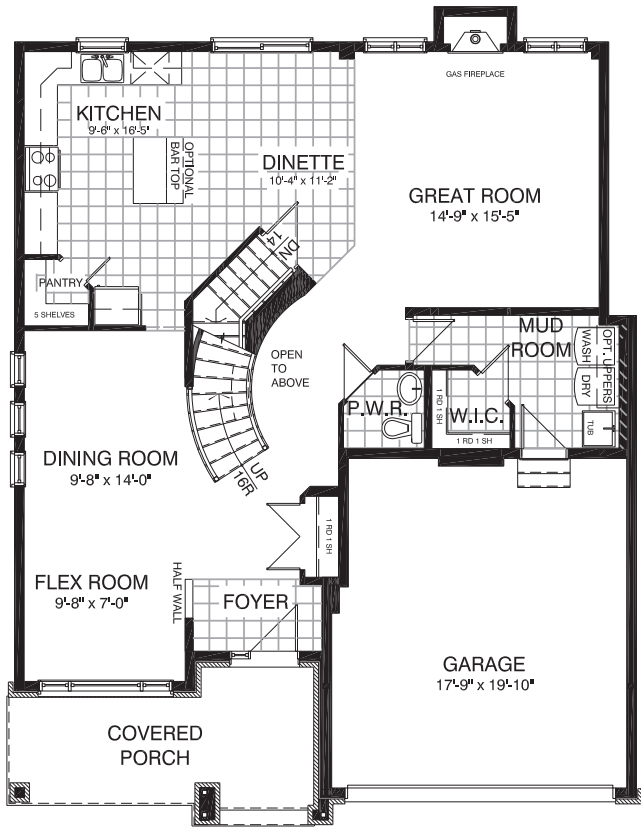 GAS FIREPLACE
KITCHEN
9'-6" x 16'-5"
OPTIONAL
BAR TOP
DINETTE
10'-4" x 11'-2"
GREAT ROOM
14'-9" x 15'-5"
DN
14
PANTRY
5 SHELVES
MUD
ROOM
OPT. UPPERS
WASH
DRY
TUB
OPEN
TO
ABOVE
P.W.R.
W.I.C.
1 RD 1 SH
1 RD 1 SH
DINING ROOM
9'-8" x 14'-0"
UP
16R
1 RD 1 SH
FLEX ROOM
9'-8" x 7'-0"
HALF WALL
FOYER
GARAGE
17'-9" x 19'-10"
COVERED
PORCH